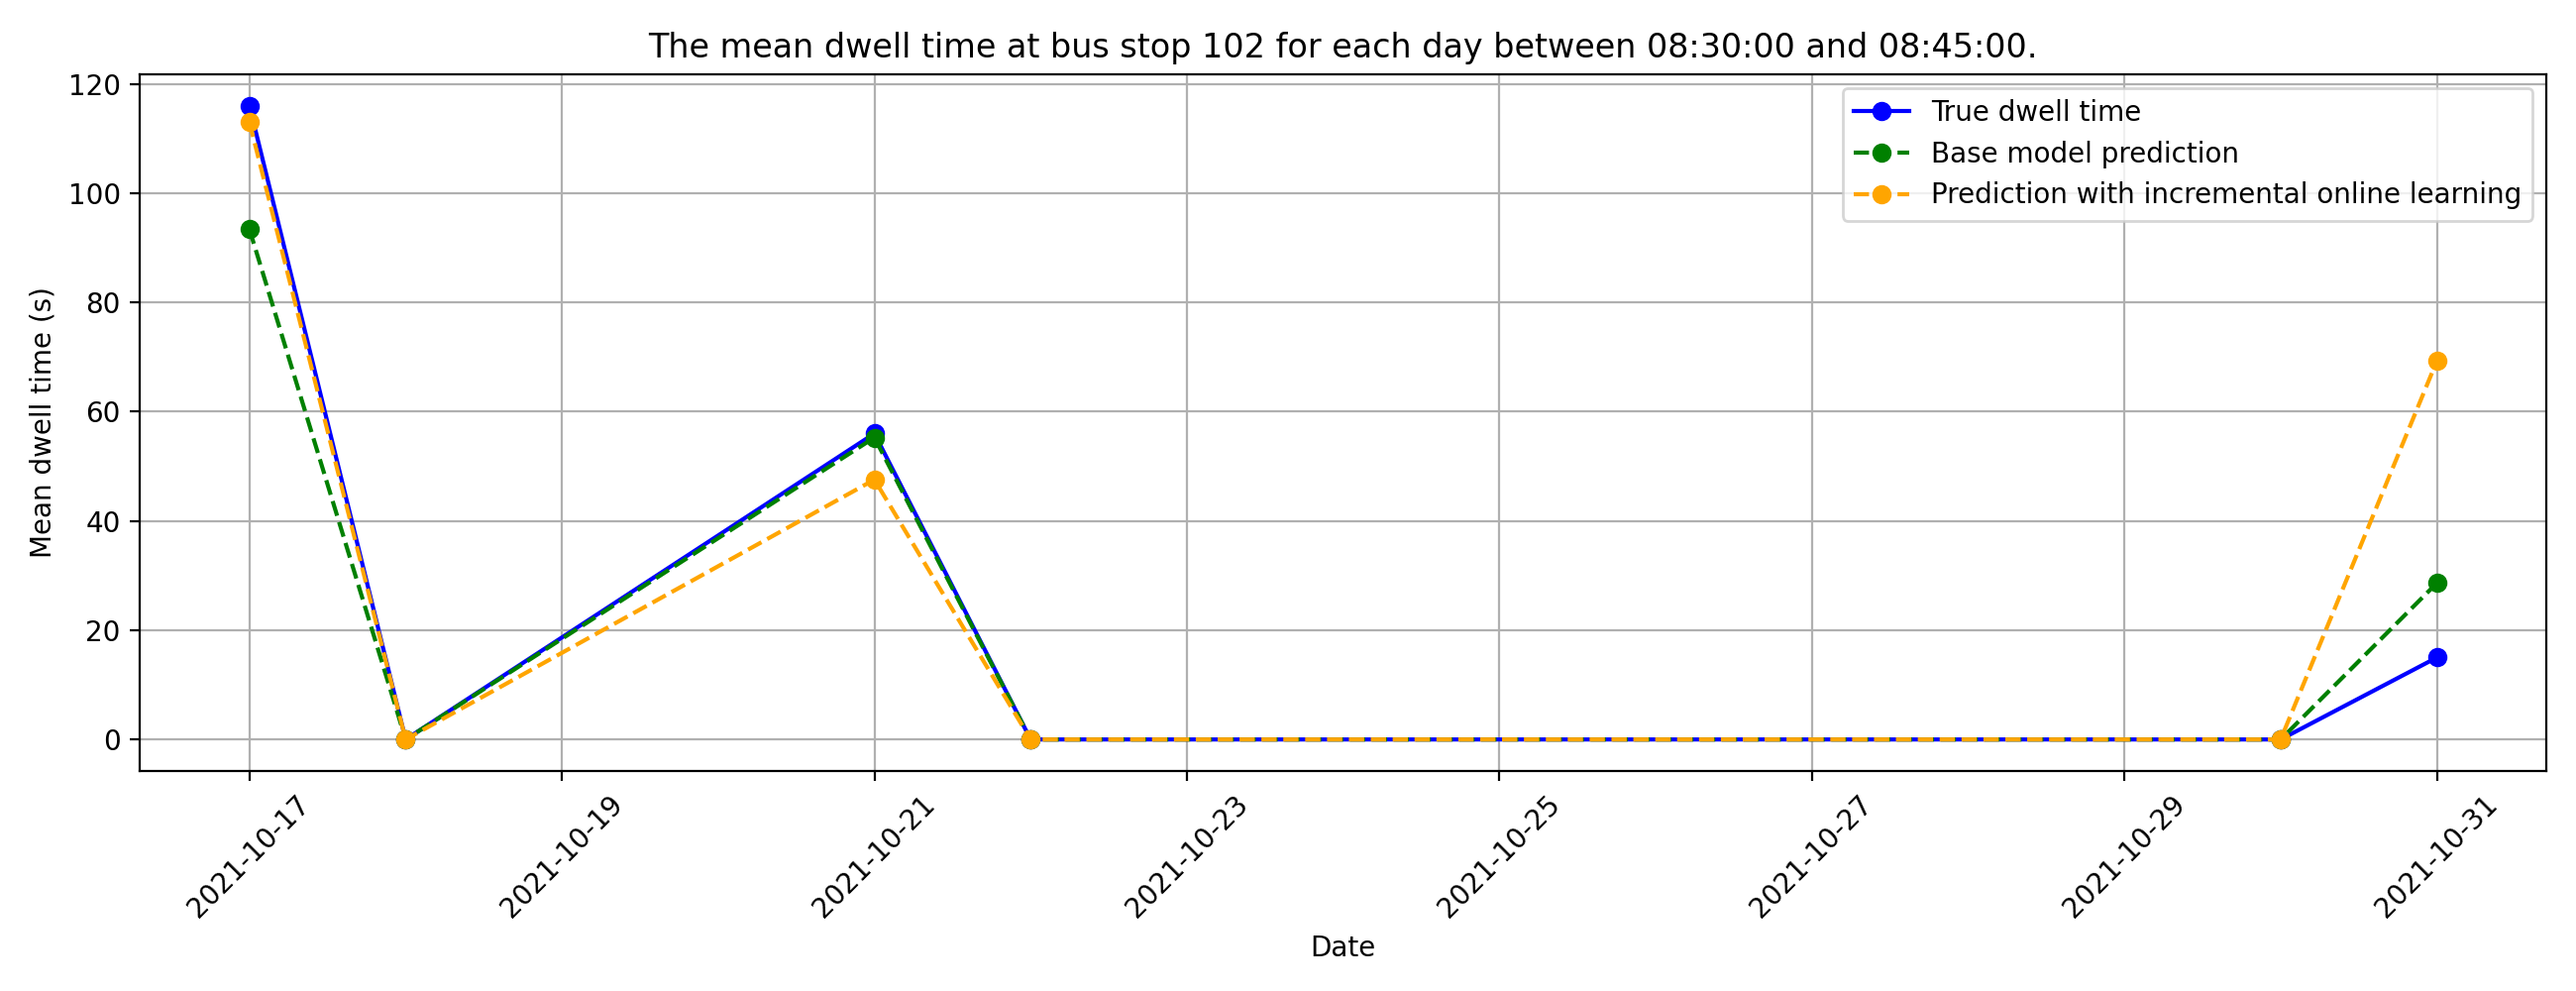 The mean dwell time at bus stop 102 for each day between 08:30:00 and 08:45:00.
120
100
80
60
40
20
0
Mean dwell time (s)
True dwell time
Base model prediction
Prediction with incremental online learning
2021-10-17
2021-10-19
2021-10-21
2021-10-23
2021-10-25
2021-10-27
2021-10-29
2021-10-31
Date